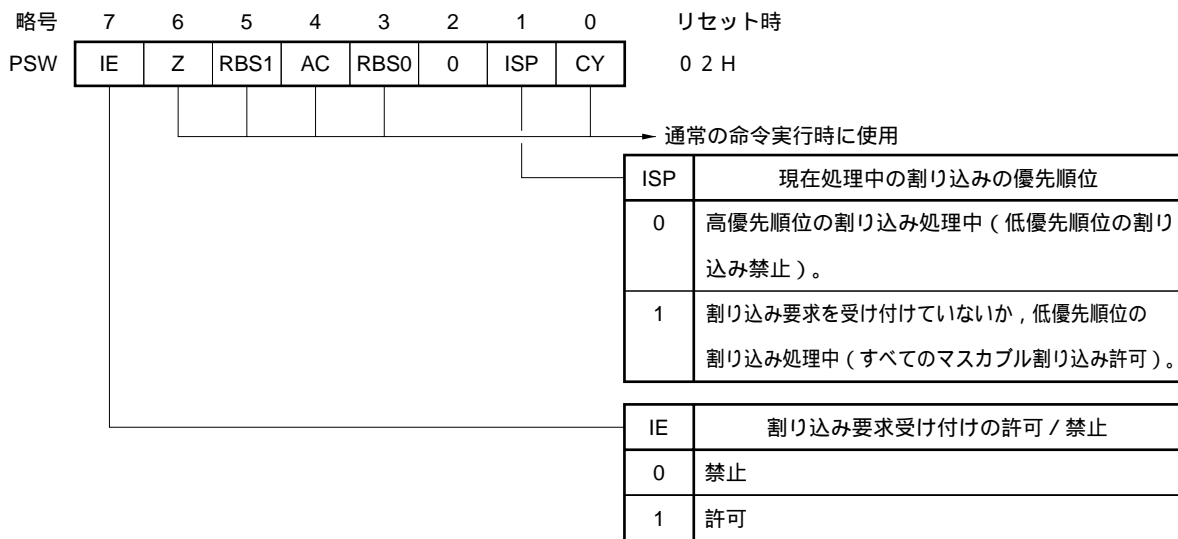 略号 7 6 5 4 3 2 1 0 リセット時
PSW IE Z RBS1 AC RBS0 0 ISP CY 02H
通常の命令実行時に使用
ISP 現在処理中の割り込みの優先順位
0 高優先順位の割り込み処理中(低優先順位の割り
込み禁止)。
1 割り込み要求を受け付けていないか,低優先順位の
割り込み処理中(すべてのマスカブル割り込み許可)。
IE 割り込み要求受け付けの許可/禁止
0 禁止
1 許可